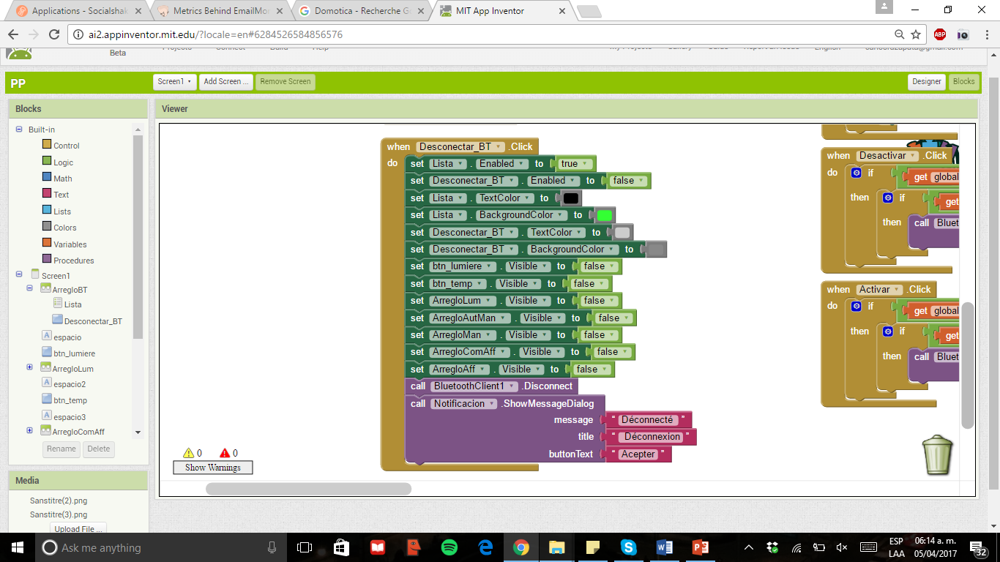 Applications - Socialshak
Metrics Behind EmailMon
Domotica - Recherche G
MIT App Inventor
ai2.appinventor.mit.edu/?locale=en#6284526584856576
ABP
Beta
Projects Connect Build Help
My Projects Gallery Guide Report an Issue English
PP
Screen1
Add Screen ...
Remove Screen
Designer
Blocks
Blocks
Built-in
Control
Logic
Math
Text
Lists
Colors
Variables
Procedures
Screen1
ArregloBT
Lista
Desconectar_BT
espacio
btn_lumiere
ArregloLum
espacio2
btn_temp
espacio3
ArregloComAff
Rename Delete
Media
Sanstitre(2).png
Sanstitre(3).png
Upload File ...
Viewer
when Desconectar_BT .Click
do set Lista . Enabled to true
set Desconectar_BT . Enabled to false
set Lista . TextColor to
set Lista . BackgroundColor to
set Desconectar_BT . TextColor to
set Desconectar_BT . BackgroundColor to
set btn_lumiere . Visible to false
set btn_temp . Visible to false
set ArregloLum . Visible to false
set ArregloAutMan . Visible to false
set ArregloMan . Visible to false
set ArregloComAff . Visible to false
set ArregloAff . Visible to false
call BluetoothClient1 .Disconnect
call Notificacion .ShowMessageDialog
message " Déconnecté "
title " Déconnexion "
buttonText " Acepter "
0 0
Show Warnings
when Desactivar .Click
do if get global
then if get
then call Bluet
when Activar .Click
do if get global
then if get
then call Bluet
Ask me anything
ESP
LAA
06:14 a. m.
05/04/2017
32